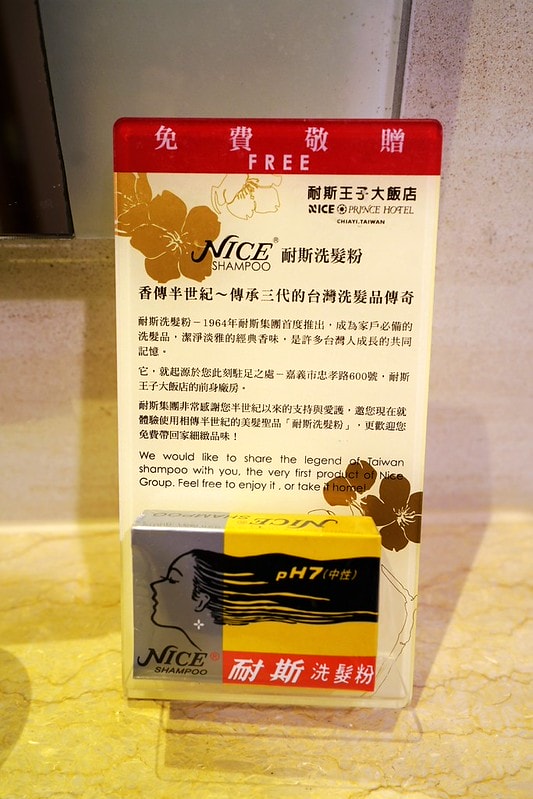 免費敬贈
FREE
耐斯王子大飯店
NICE PRINCE HOTEL
CHIAYI.TAIWAN
NICE® 耐斯洗髮粉
SHAMPOO
香傳半世紀～傳承三代的台灣洗髮品傳奇
耐斯洗髮粉－1964年耐斯集團首度推出，成為家戶必備的
洗髮品，潔淨淡雅的經典香味，是許多台灣人成長的共同
記憶。
它，就起源於您此刻駐足之處－嘉義市忠孝路600號，耐斯
王子大飯店的前身廠房。
耐斯集團非常感謝您半世紀以來的支持與愛護，邀您現在就
體驗使用相傳半世紀的美髮聖品「耐斯洗髮粉」，更歡迎您
免費帶回家細緻品味！
We would like to share the legend of Taiwan
shampoo with you, the very first product of Nice
Group. Feel free to enjoy it , or take it home!
NICE
SHAMPOO
pH7(中性)
NICE®
SHAMPOO
耐斯洗髮粉